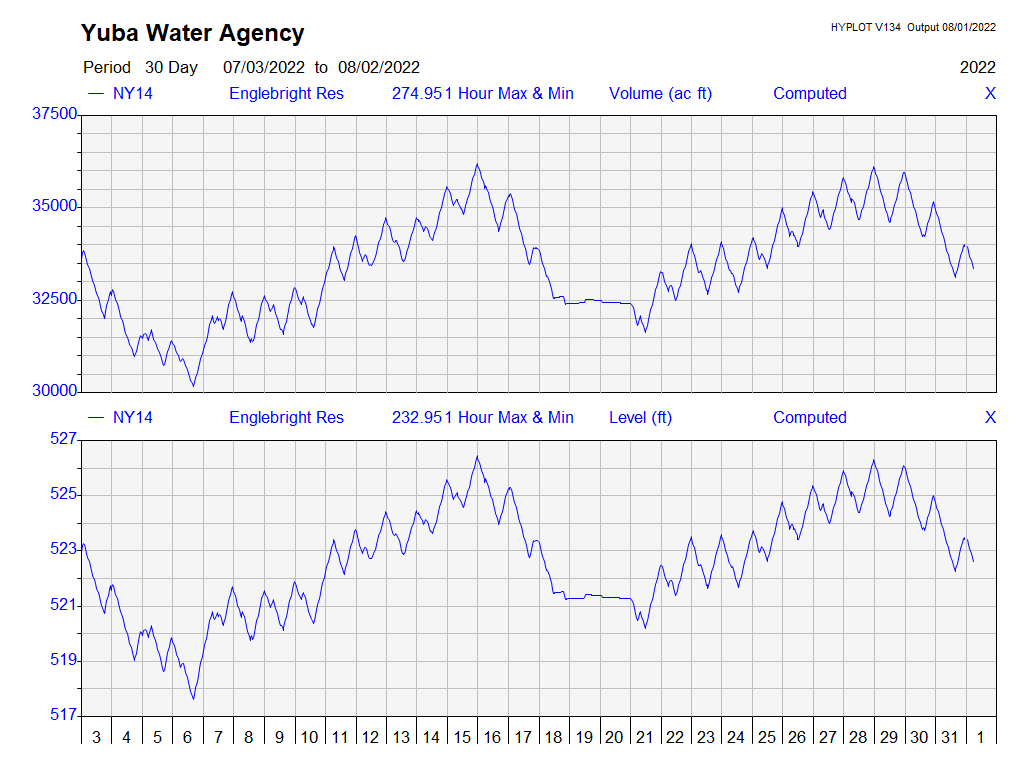 Yuba Water Agency
HYPLOT V134 Output 08/01/2022
Period 30 Day 07/03/2022 to 08/02/2022 2022
— NY14 Englebright Res 274.951 Hour Max & Min Volume (ac ft) Computed X
37500
35000
32500
30000
— NY14 Englebright Res 232.951 Hour Max & Min Level (ft) Computed X
527
525
523
521
519
517
3 4 5 6 7 8 9 10 11 12 13 14 15 16 17 18 19 20 21 22 23 24 25 26 27 28 29 30 31 1